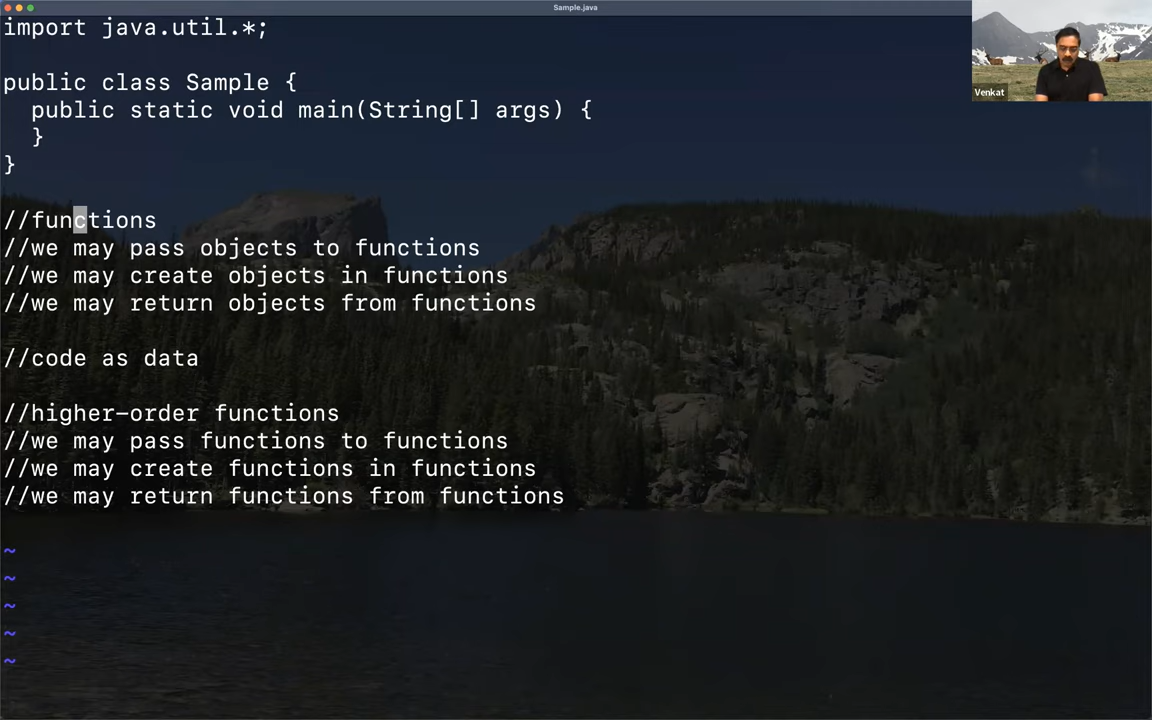 Sample.java
import java.util.*;
public class Sample {
public static void main(String[] args) {
}
}
//functions
//we may pass objects to functions
//we may create objects in functions
//we may return objects from functions
//code as data
//higher-order functions
//we may pass functions to functions
//we may create functions in functions
//we may return functions from functions
~
~
~
~
~
Venkat